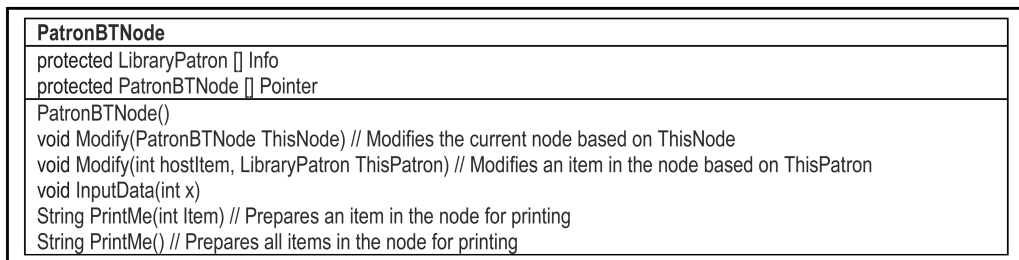 PatronBTNode
protected LibraryPatron [] Info
protected PatronBTNode [] Pointer
PatronBTNode()
void Modify(PatronBTNode ThisNode) // Modifies the current node based on ThisNode
void Modify(int hostItem, LibraryPatron ThisPatron) // Modifies an item in the node based on ThisPatron
void InputData(int x)
String PrintMe(int Item) // Prepares an item in the node for printing
String PrintMe() // Prepares all items in the node for printing